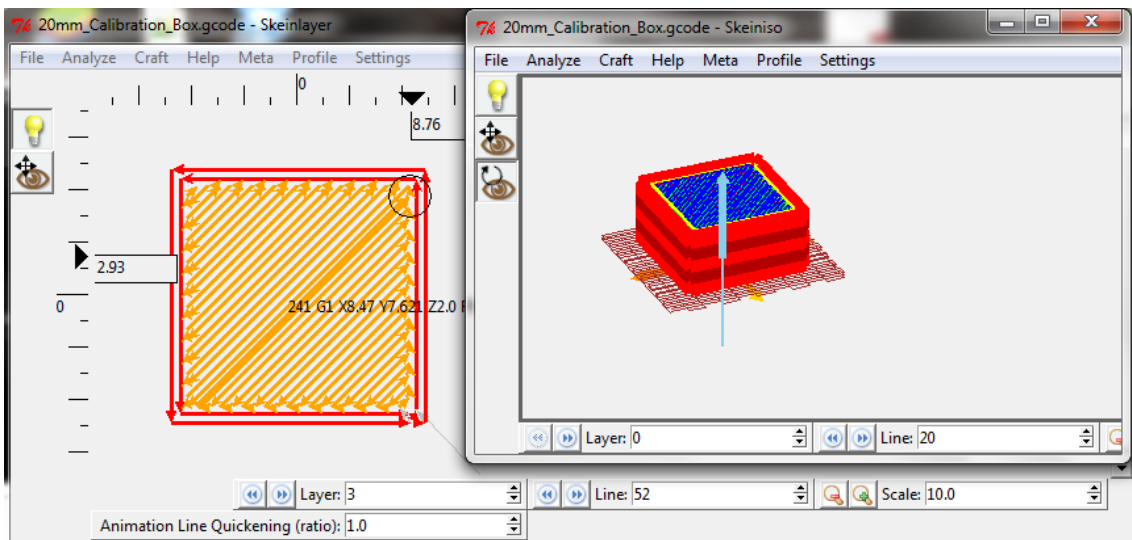 20mm_Calibration_Box.gcode - Skeinlayer
File Analyze Craft Help Meta Profile Settings
0
8.76
2.93
0
241 G1 X8.47 Y7.621 Z2.0
Layer: 3
Line: 52
Scale: 10.0
Animation Line Quickening (ratio): 1.0
20mm_Calibration_Box.gcode - Skeiniso
File Analyze Craft Help Meta Profile Settings
Layer: 0
Line: 20